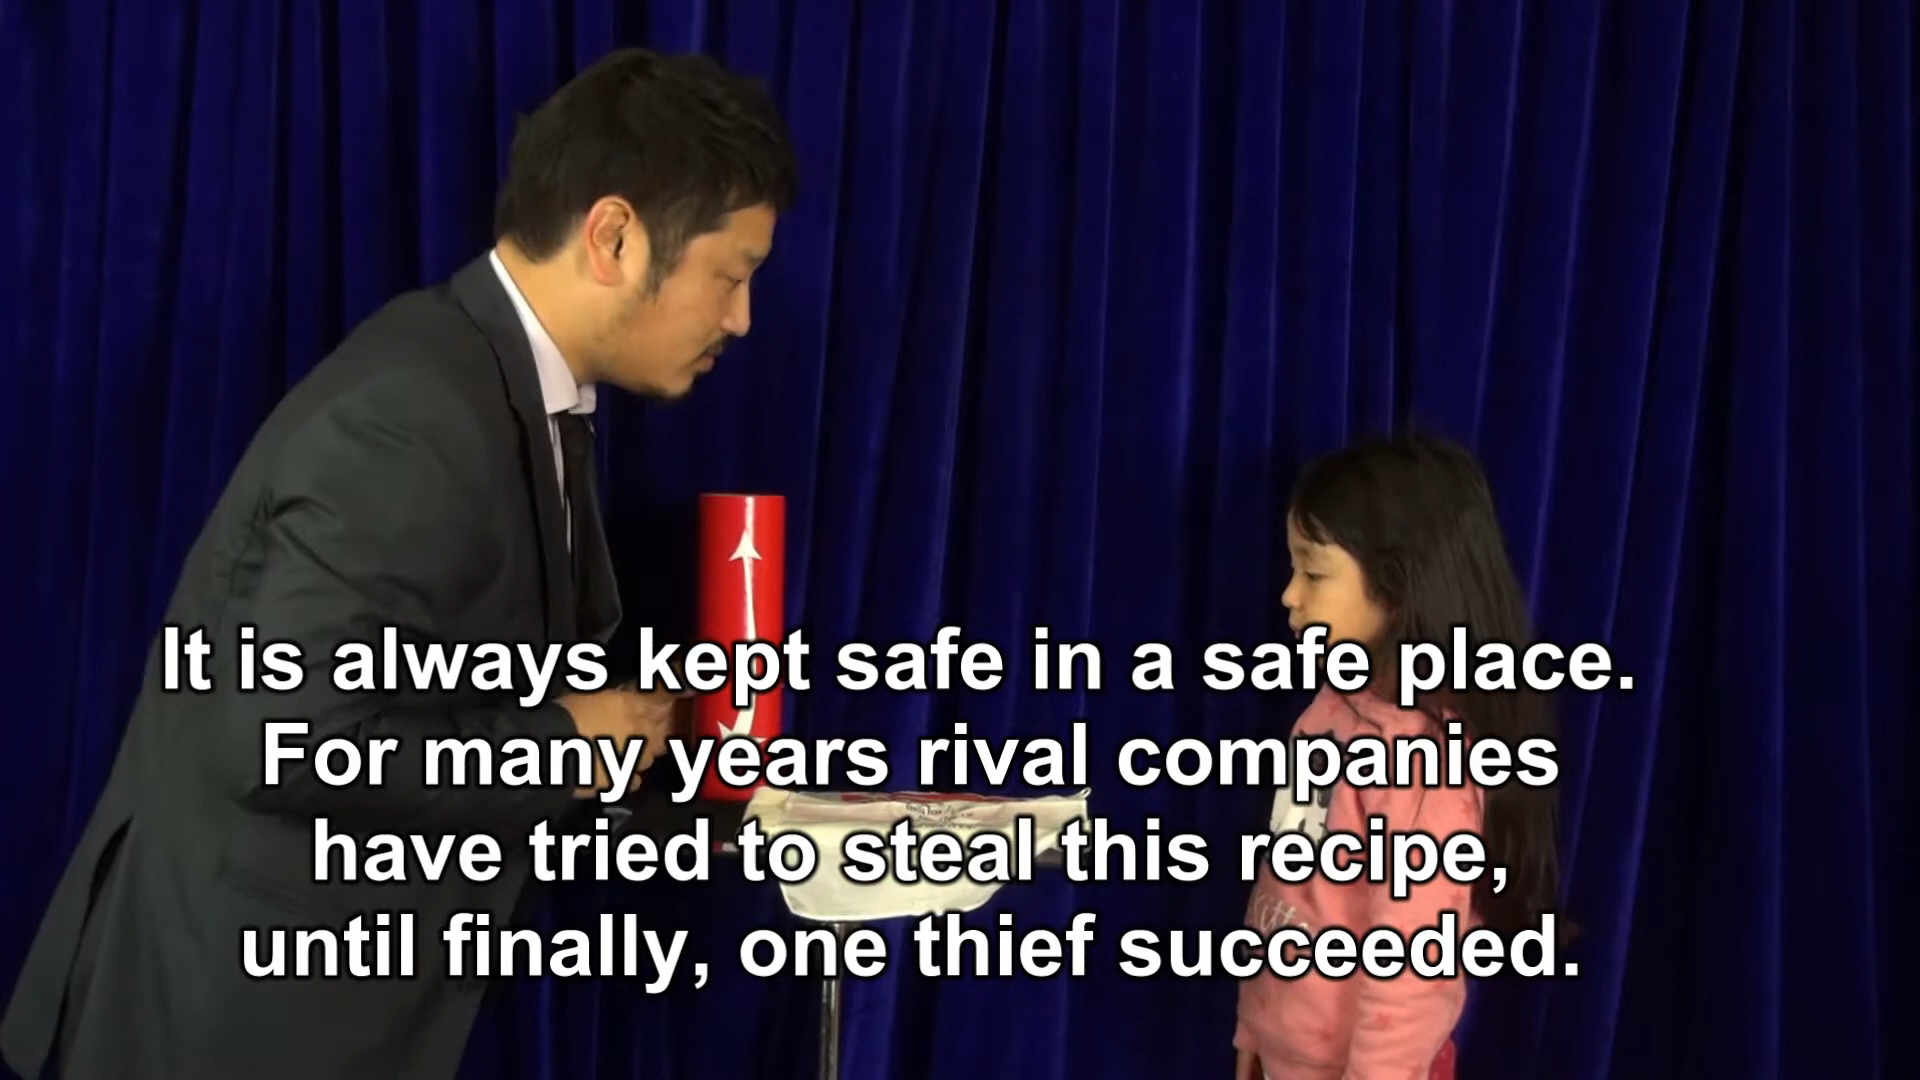 It is always kept safe in a safe place.
For many years rival companies
have tried to steal this recipe,
until finally, one thief succeeded.